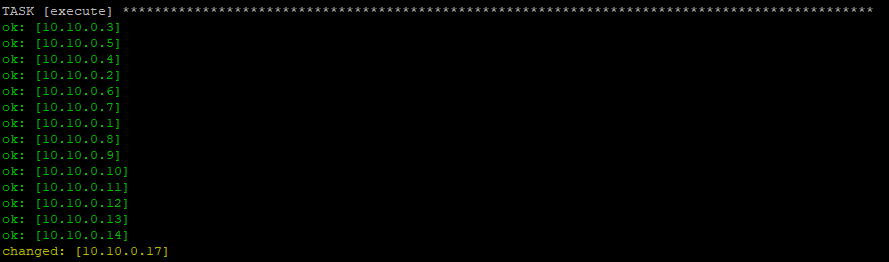 TASK [execute] *********************************************************************************************
ok: [10.10.0.3]
ok: [10.10.0.5]
ok: [10.10.0.4]
ok: [10.10.0.2]
ok: [10.10.0.6]
ok: [10.10.0.7]
ok: [10.10.0.1]
ok: [10.10.0.8]
ok: [10.10.0.9]
ok: [10.10.0.10]
ok: [10.10.0.11]
ok: [10.10.0.12]
ok: [10.10.0.13]
ok: [10.10.0.14]
changed: [10.10.0.17]